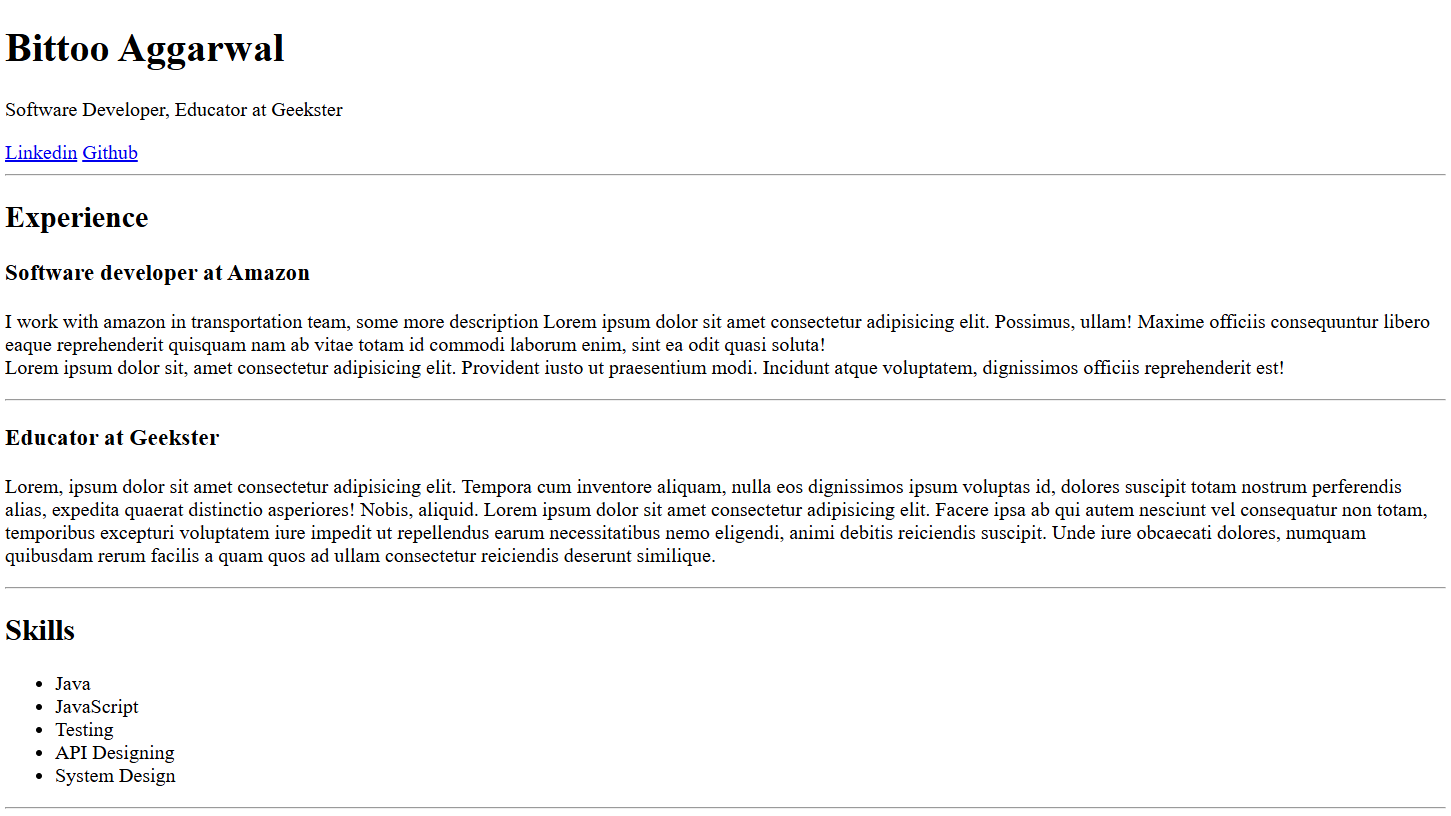 Bittoo Aggarwal
Software Developer, Educator at Geekster
Linkedin Github
Experience
Software developer at Amazon
I work with amazon in transportation team, some more description Lorem ipsum dolor sit amet consectetur adipisicing elit. Possimus, ullam! Maxime officiis consequuntur libero
eaque reprehenderit quisquam nam ab vitae totam id commodi laborum enim, sint ea odit quasi soluta!
Lorem ipsum dolor sit, amet consectetur adipisicing elit. Provident iusto ut praesentium modi. Incidunt atque voluptatem, dignissimos officiis reprehenderit est!
Educator at Geekster
Lorem, ipsum dolor sit amet consectetur adipisicing elit. Tempora cum inventore aliquam, nulla eos dignissimos ipsum voluptas id, dolores suscipit totam nostrum perferendis
alias, expedita quaerat distinctio asperiores! Nobis, aliquid. Lorem ipsum dolor sit amet consectetur adipisicing elit. Facere ipsa ab qui autem nesciunt vel consequatur non totam,
temporibus excepturi voluptatem iure impedit ut repellendus earum necessitatibus nemo eligendi, animi debitis reiciendis suscipit. Unde iure obcaecati dolores, numquam
quibusdam rerum facilis a quam quos ad ullam consectetur reiciendis deserunt similique.
Skills
• Java
• JavaScript
• Testing
• API Designing
• System Design